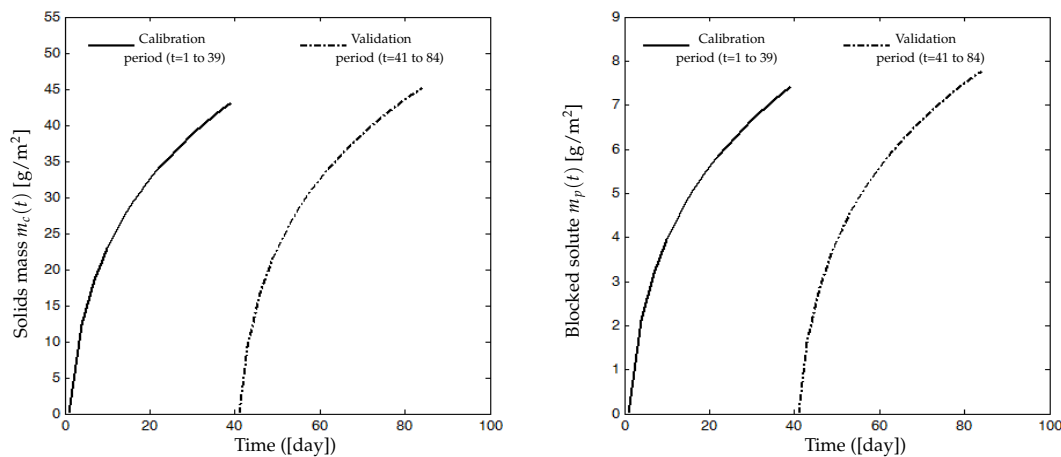 55
50
45
40
35
30
25
20
15
10
5
0
0 20 40 60 80 100
Solids mass m_c(t) [g/m²]
Time ([day])
Calibration
period (t=1 to 39)
Validation
period (t=41 to 84)
9
8
7
6
5
4
3
2
1
0
0 20 40 60 80 100
Blocked solute m_p(t) [g/m²]
Time ([day])
Calibration
period (t=1 to 39)
Validation
period (t=41 to 84)